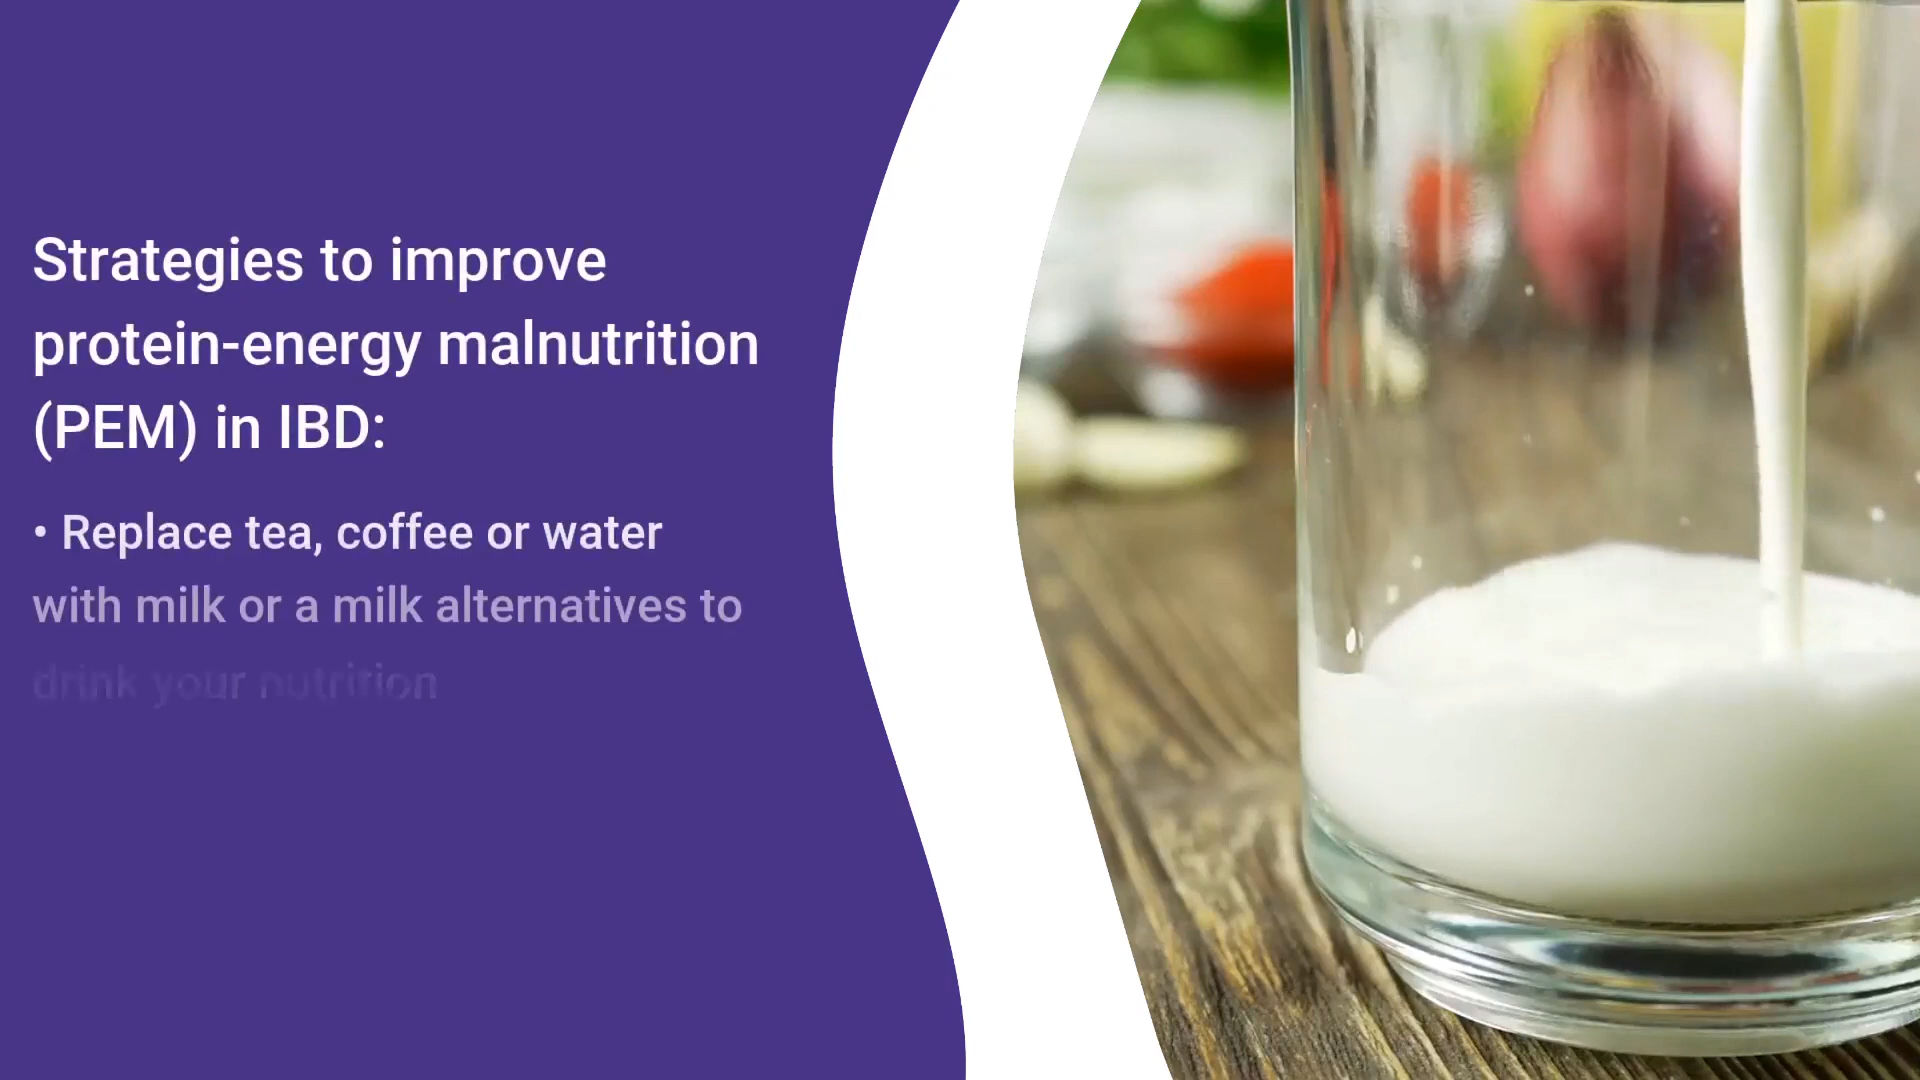 Strategies to improve
protein-energy malnutrition
(PEM) in IBD:
• Replace tea, coffee or water
with milk or a milk alternatives to
drink your nutrition